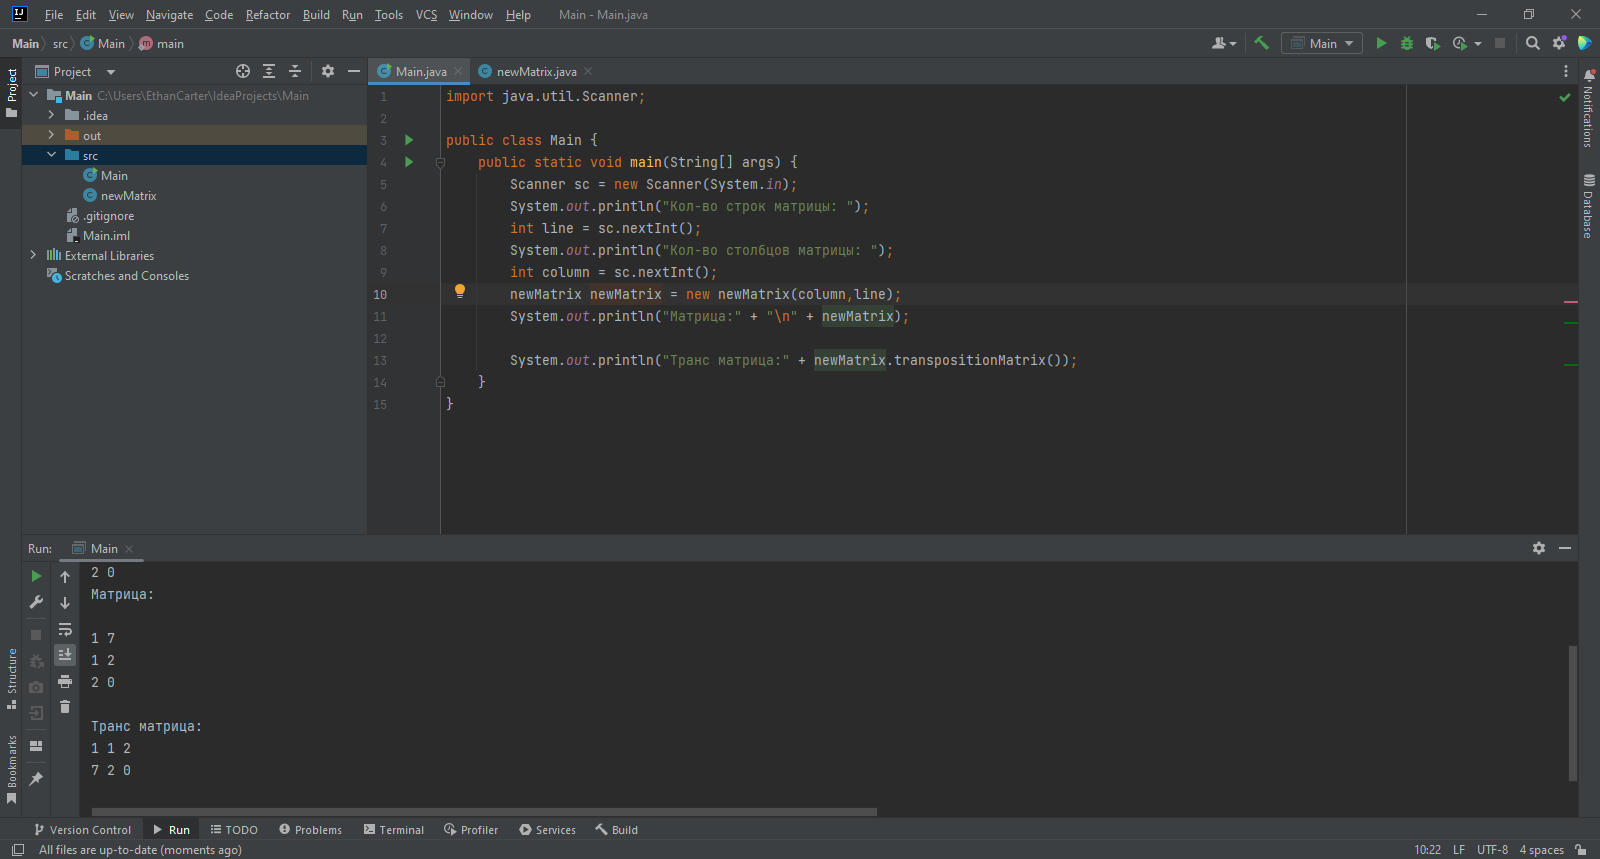 File Edit View Navigate Code Refactor Build Run Tools VCS Window Help Main - Main.java
Main src Main main
Main
Project
Main.java newMatrix.java
Project
Main C:\Users\EthanCarter\IdeaProjects\Main
.idea
out
src
Main
newMatrix
.gitignore
Main.iml
External Libraries
Scratches and Consoles
1 import java.util.Scanner;
2
3 public class Main {
4 public static void main(String[] args) {
5 Scanner sc = new Scanner(System.in);
6 System.out.println("Кол-во строк матрицы: ");
7 int line = sc.nextInt();
8 System.out.println("Кол-во столбцов матрицы: ");
9 int column = sc.nextInt();
10 newMatrix newMatrix = new newMatrix(column,line);
11 System.out.println("Матрица:" + "\n" + newMatrix);
12
13 System.out.println("Транс матрица:" + newMatrix.transpositionMatrix());
14 }
15 }
Notifications
Database
Run: Main
2 0
Матрица:
1 7
1 2
2 0
Транс матрица:
1 1 2
7 2 0
Structure
Bookmarks
Version Control Run TODO Problems Terminal Profiler Services Build
All files are up-to-date (moments ago) 10:22 LF UTF-8 4 spaces